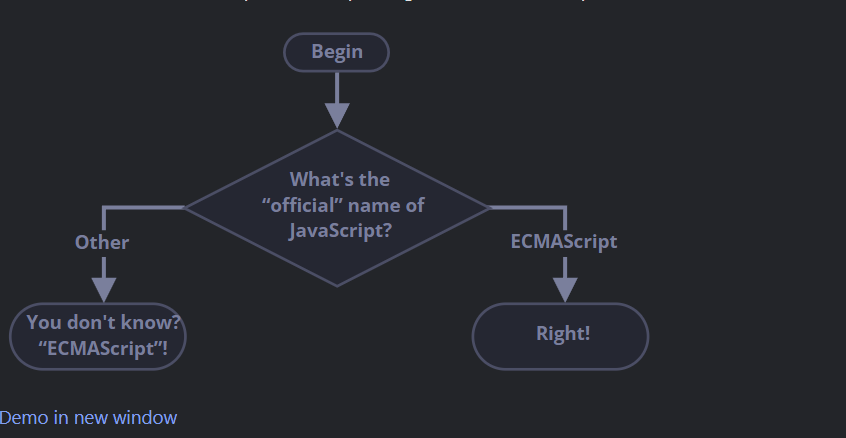 Begin
What's the
“official” name of
JavaScript?
Other
ECMAScript
You don't know?
“ECMAScript”!
Right!
Demo in new window